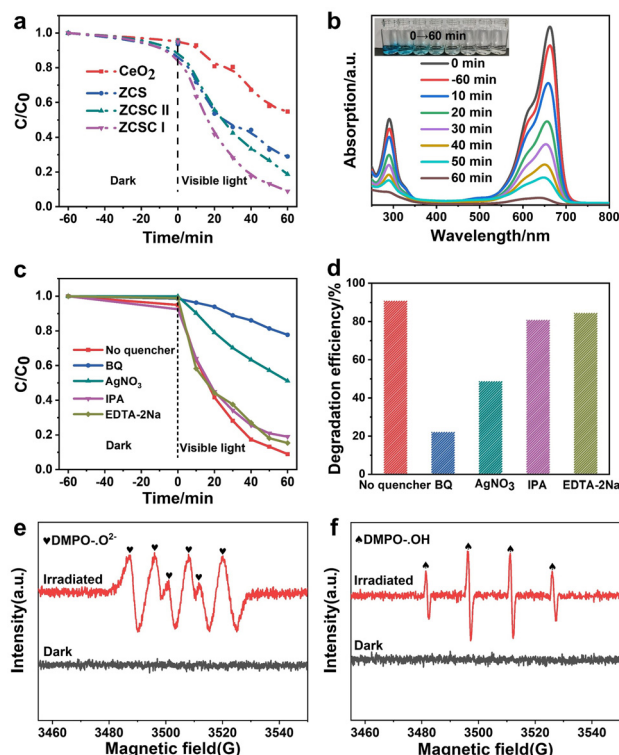 a
C/C0
1.0
0.8
0.6
0.4
0.2
0.0
CeO2
ZCS
ZCSC II
ZCSC I
Dark
Visible light
-60
-40
-20
0
20
40
60
Time/min
b
Absorption/a.u.
0→60 min
0 min
-60 min
10 min
20 min
30 min
40 min
50 min
60 min
300 400 500 600 700 800
Wavelength/nm
c
C/C0
1.0
0.8
0.6
0.4
0.2
0.0
No quencher
BQ
AgNO3
IPA
EDTA-2Na
Dark
Visible light
-60 -40 -20 0 20 40 60
Time/min
d
Degradation efficiency/%
100
80
60
40
20
0
No quencher BQ AgNO3 IPA EDTA-2Na
e
♥DMPO-.O2-
Irradiated
Dark
Intensity(a.u.)
3460 3480 3500 3520 3540
Magnetic field(G)
f
♠DMPO-.OH
Irradiated
Dark
Intensity(a.u.)
3460 3480 3500 3520 3540
Magnetic field(G)